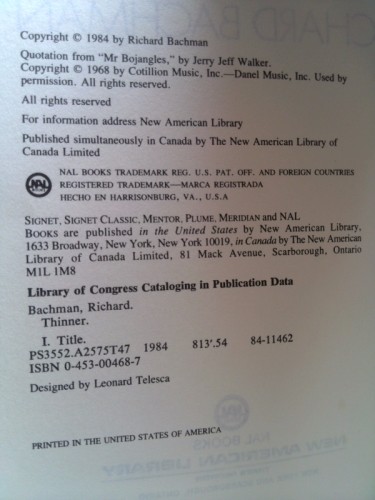 Copyright © 1984 by Richard Bachman
Quotation from "Mr Bojangles," by Jerry Jeff Walker.
Copyright © 1968 by Cotillion Music, Inc.—Danel Music, Inc. Used by
permission. All rights reserved.
All rights reserved
For information address New American Library
Published simultaneously in Canada by The New American Library of
Canada Limited
NAL
NAL BOOKS TRADEMARK REG. U.S. PAT. OFF. AND FOREIGN COUNTRIES
REGISTERED TRADEMARK—MARCA REGISTRADA
HECHO EN HARRISONBURG, VA., U.S.A
SIGNET, SIGNET CLASSIC, MENTOR, PLUME, MERIDIAN and NAL
BOOKS are published in the United States by New American Library,
1633 Broadway, New York, New York 10019, in Canada by The New American
Library of Canada Limited, 81 Mack Avenue, Scarborough, Ontario
M1L 1M8
Library of Congress Cataloging in Publication Data
Bachman, Richard.
Thinner.
I. Title.
PS3552.A2575T47 1984 813'.54 84-11462
ISBN 0-453-00468-7
Designed by Leonard Telesca
PRINTED IN THE UNITED STATES OF AMERICA